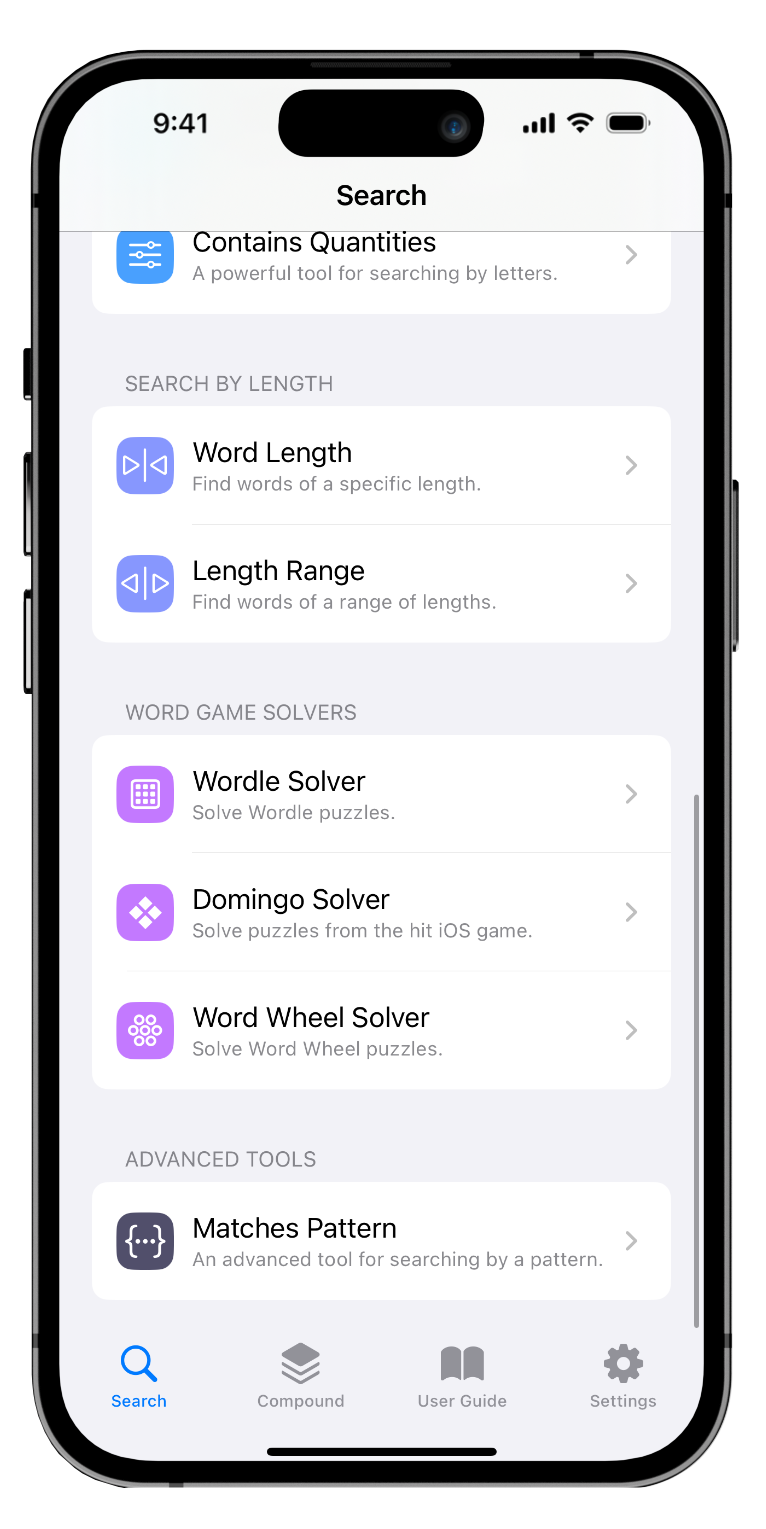 9:41
Search
Contains Quantities
A powerful tool for searching by letters.
SEARCH BY LENGTH
Word Length
Find words of a specific length.
Length Range
Find words of a range of lengths.
WORD GAME SOLVERS
Wordle Solver
Solve Wordle puzzles.
Domingo Solver
Solve puzzles from the hit iOS game.
Word Wheel Solver
Solve Word Wheel puzzles.
ADVANCED TOOLS
Matches Pattern
An advanced tool for searching by a pattern.
Search Compound User Guide Settings